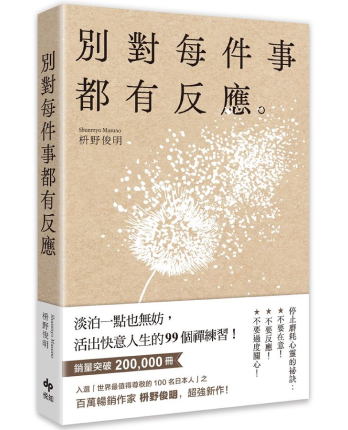 別對每件事
都有反應。
Shunmyo Masuno
枡野俊明
淡泊一點也無妨，
活出快意人生的99個禪練習！
銷量突破200,000冊
入選「世界最值得尊敬的100名日本人」之
百萬暢銷作家 枡野俊明，超強新作！
停止磨耗心靈的祕訣：
★不要在意！
★不要反應！
★不要過度關心！
別對每件事都有反應
枡野俊明
dp
悅知